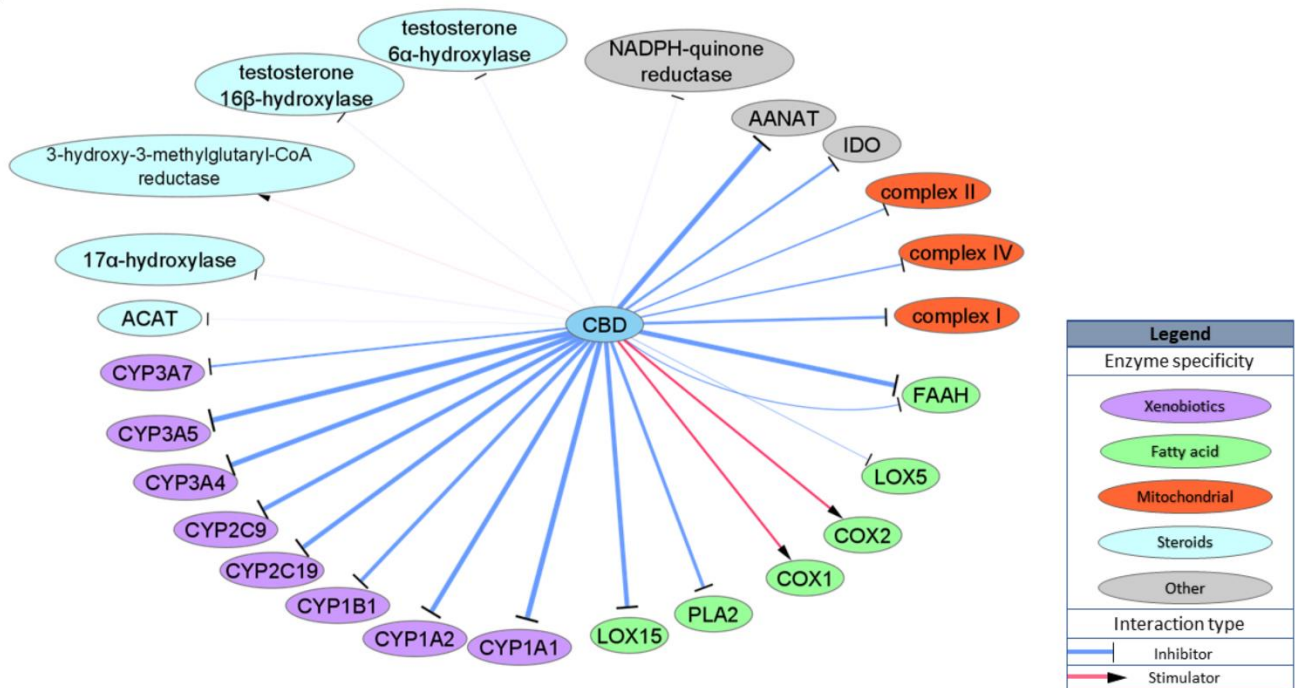 testosterone
6α-hydroxylase
NADPH-quinone
reductase
testosterone
16β-hydroxylase
AANAT
IDO
3-hydroxy-3-methylglutaryl-CoA
reductase
complex II
17α-hydroxylase
complex IV
ACAT
CBD
complex I
CYP3A7
FAAH
CYP3A5
LOX5
CYP3A4
CYP2C9
COX2
CYP2C19
COX1
CYP1B1
PLA2
CYP1A2
CYP1A1
LOX15
Legend
Enzyme specificity
Xenobiotics
Fatty acid
Mitochondrial
Steroids
Other
Interaction type
Inhibitor
Stimulator